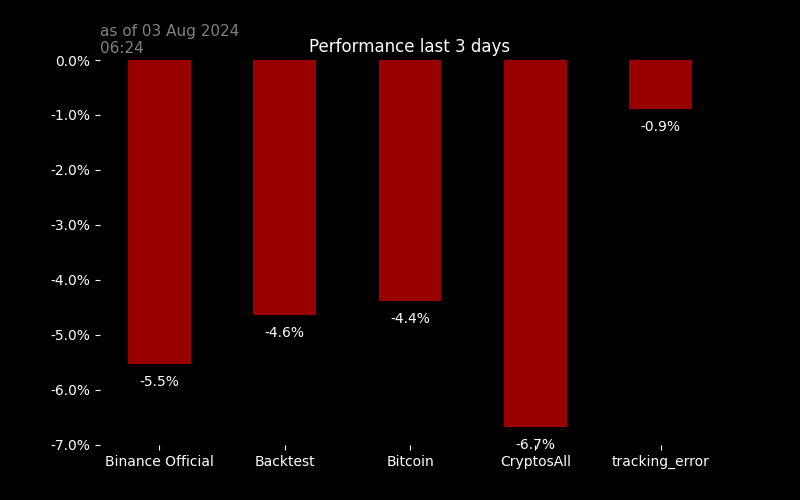 as of 03 Aug 2024
06:24
Performance last 3 days
0.0%
-1.0%
-2.0%
-3.0%
-4.0%
-5.0%
-6.0%
-7.0%
-5.5%
-4.6%
-4.4%
-6.7%
-0.9%
Binance Official
Backtest
Bitcoin
CryptosAll
tracking_error